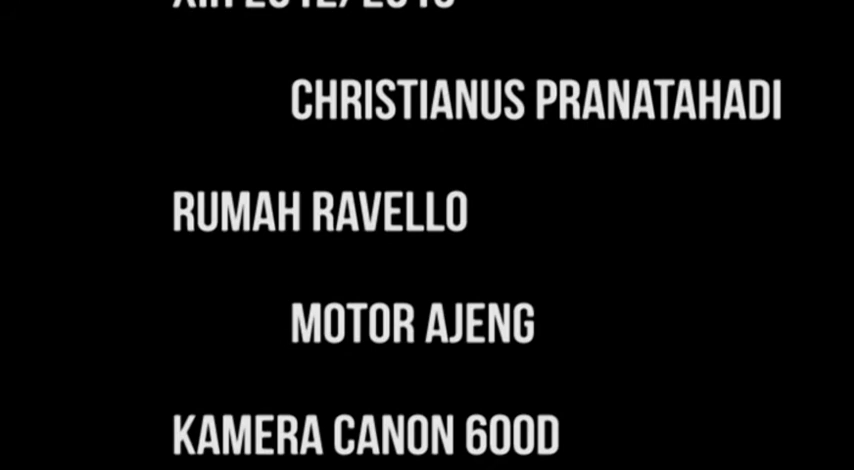 CHRISTIANUS PRANATAHADI
RUMAH RAVELLO
MOTOR AJENG
KAMERA CANON 600D